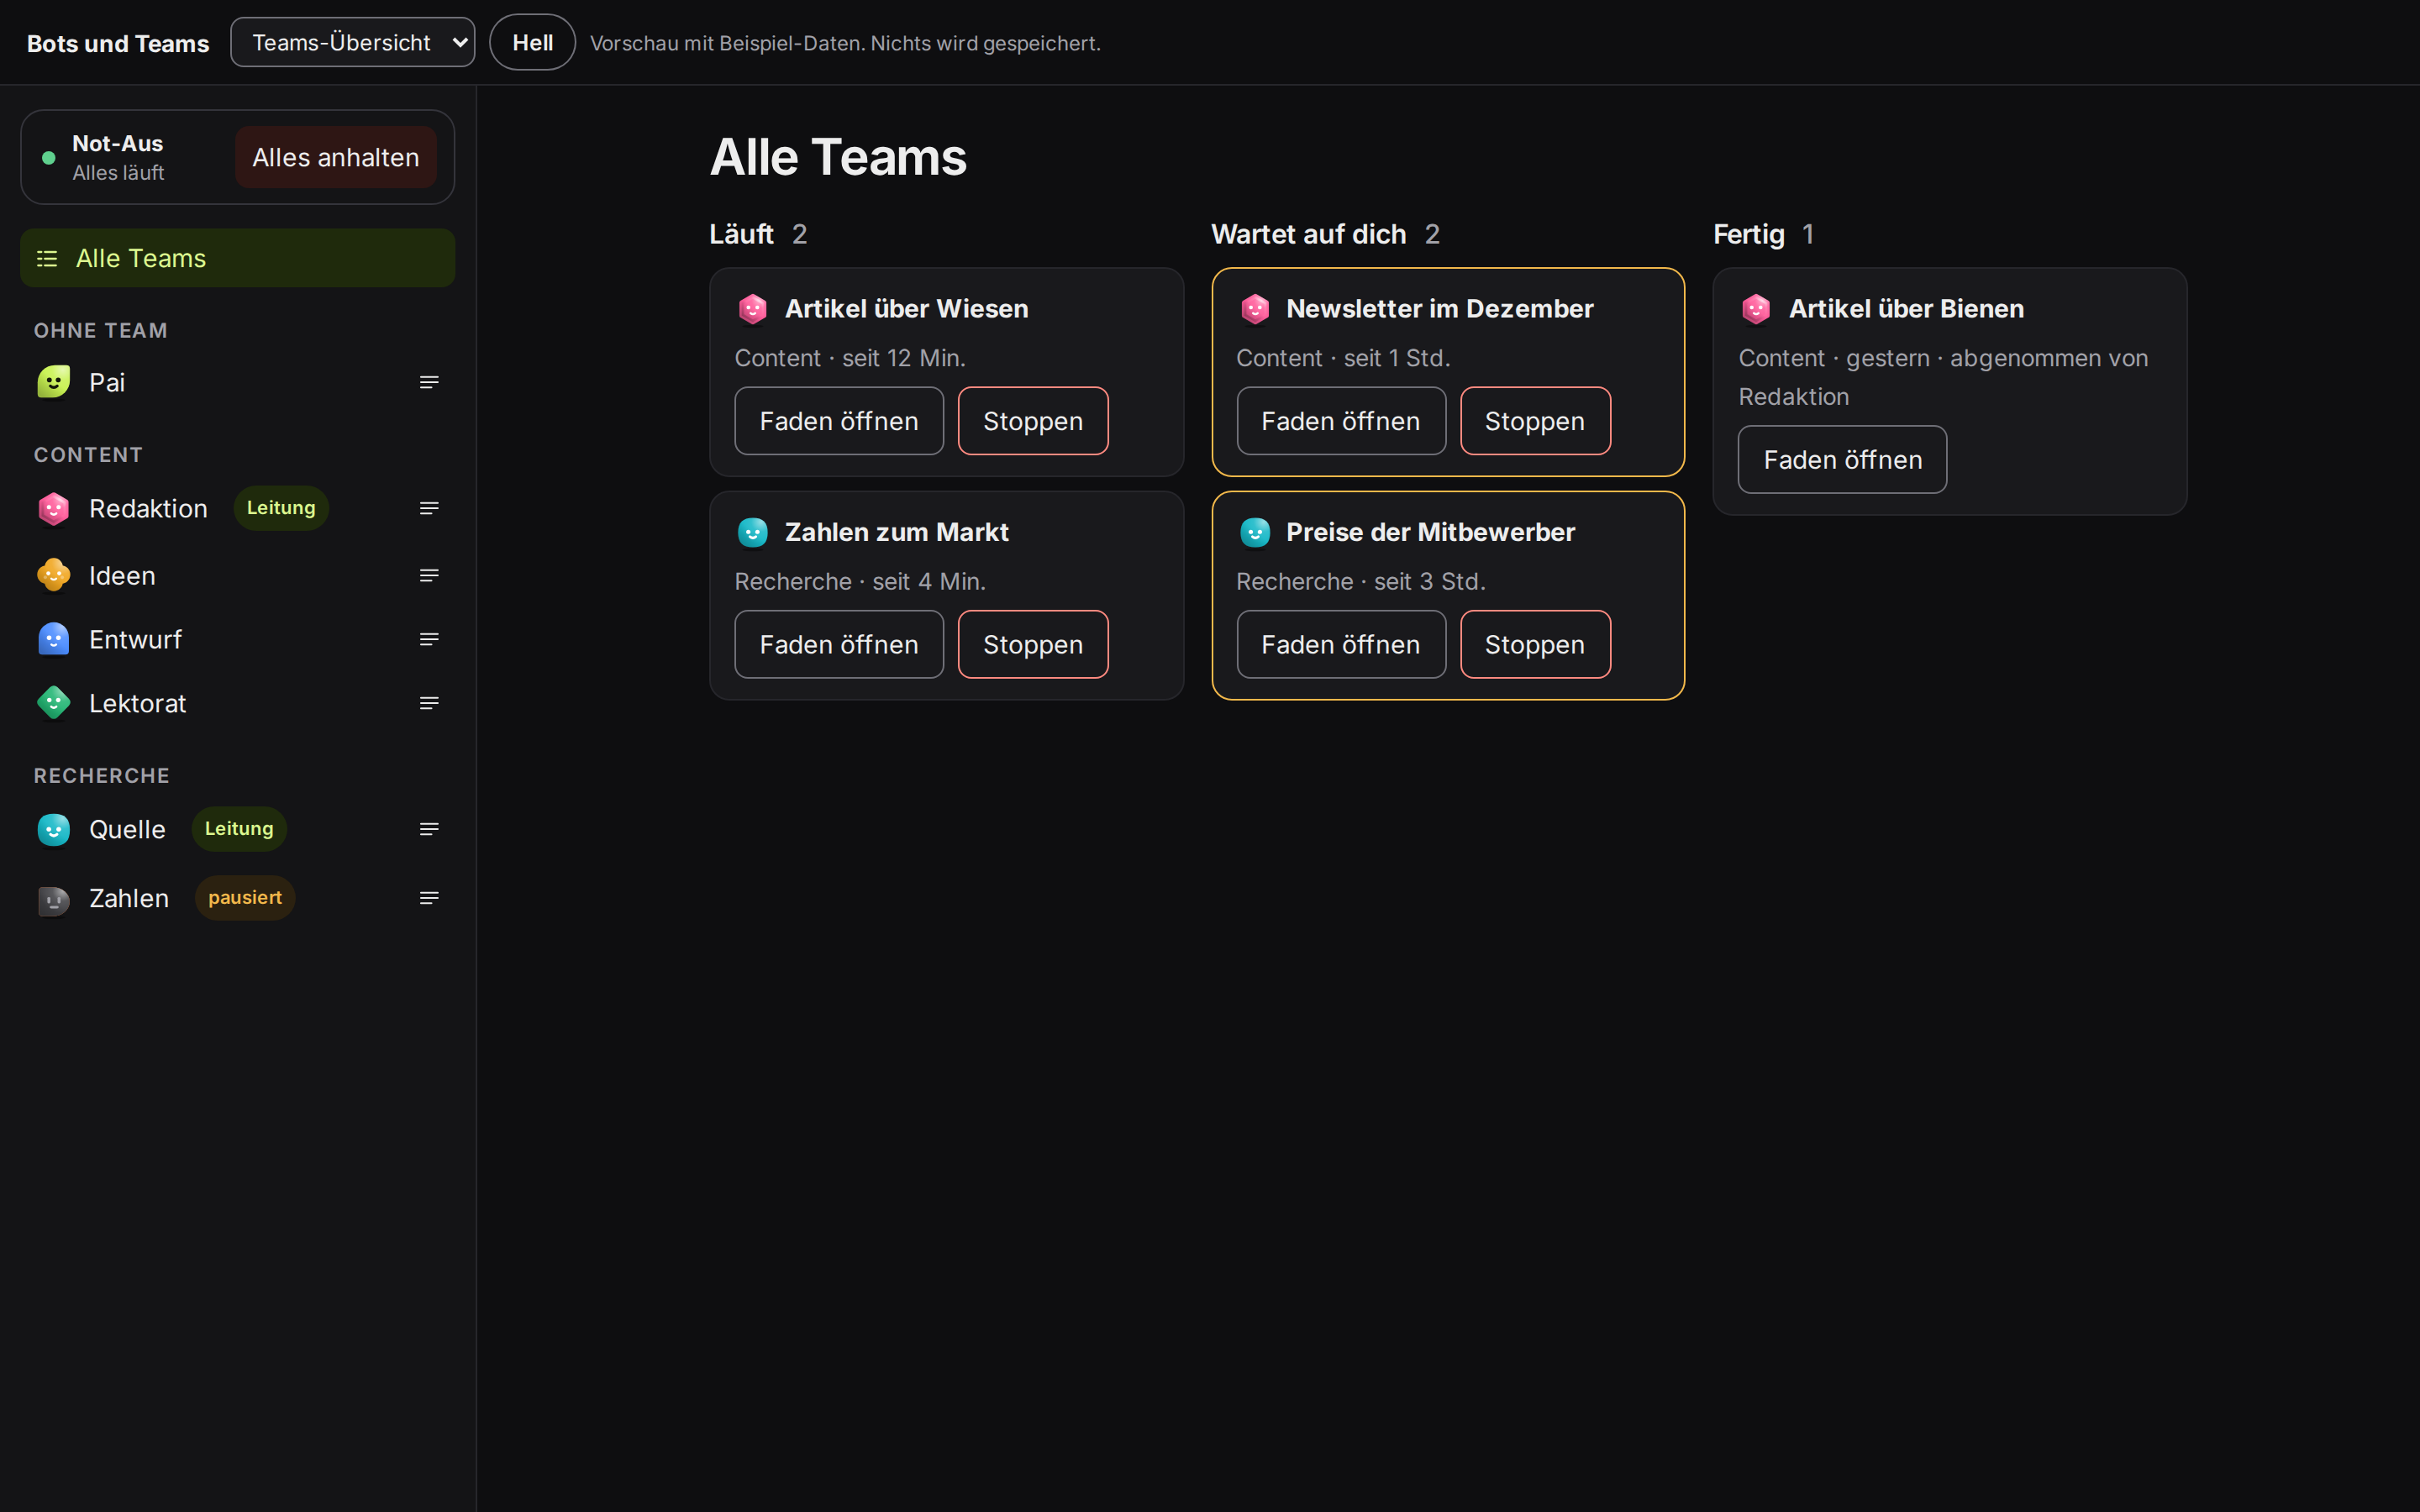 Bots und Teams
Teams-Übersicht
Hell
Vorschau mit Beispiel-Daten. Nichts wird gespeichert.
Not-Aus
Alles läuft
Alles anhalten
Alle Teams
OHNE TEAM
Pai
CONTENT
Redaktion Leitung
Ideen
Entwurf
Lektorat
RECHERCHE
Quelle Leitung
Zahlen pausiert
Alle Teams
Läuft 2
Artikel über Wiesen
Content · seit 12 Min.
Faden öffnen Stoppen
Zahlen zum Markt
Recherche · seit 4 Min.
Faden öffnen Stoppen
Wartet auf dich 2
Newsletter im Dezember
Content · seit 1 Std.
Faden öffnen Stoppen
Preise der Mitbewerber
Recherche · seit 3 Std.
Faden öffnen Stoppen
Fertig 1
Artikel über Bienen
Content · gestern · abgenommen von
Redaktion
Faden öffnen